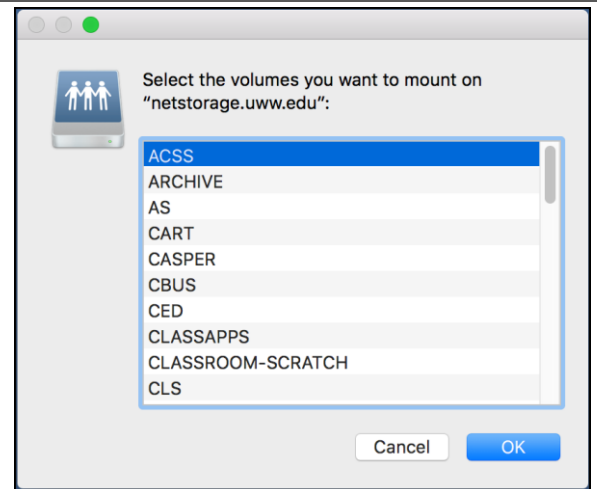 Select the volumes you want to mount on
“netstorage.uww.edu”:
ACSS
ARCHIVE
AS
CART
CASPER
CBUS
CED
CLASSAPPS
CLASSROOM-SCRATCH
CLS
Cancel OK